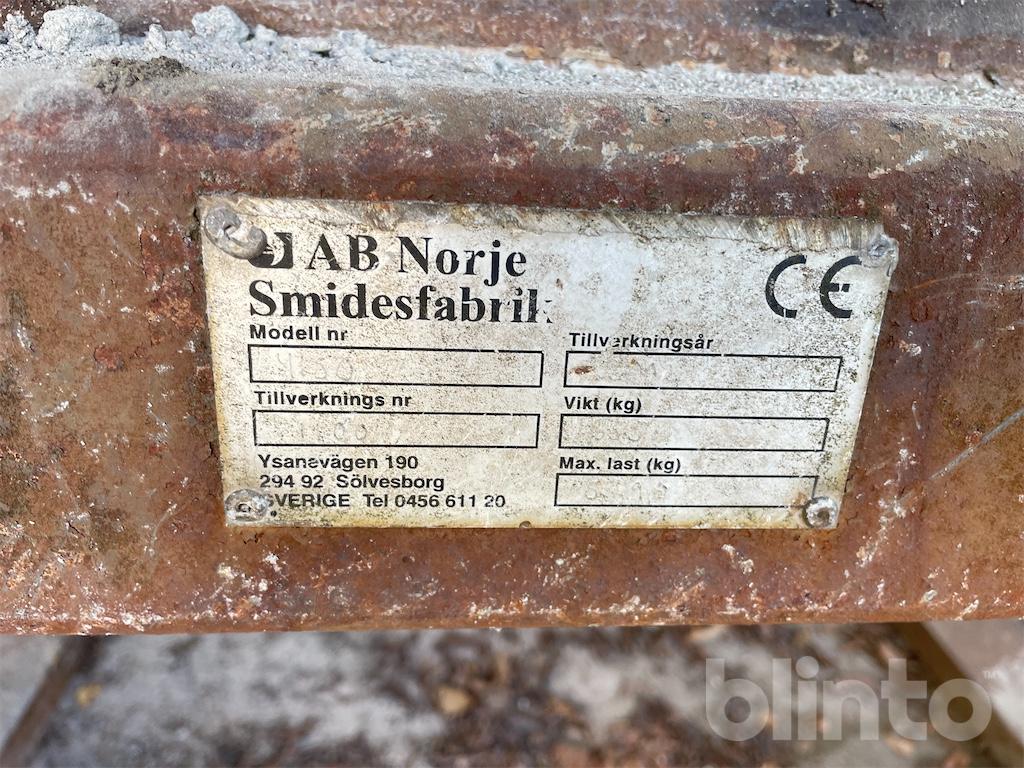 AB Norje
Smidesfabrik
CE
Modell nr
Tillverkningsår
Tillverknings nr
Vikt (kg)
Max. last (kg)
Ysanevägen 190
294 92 Sölvesborg
SVERIGE Tel 0456 611 20
blinto